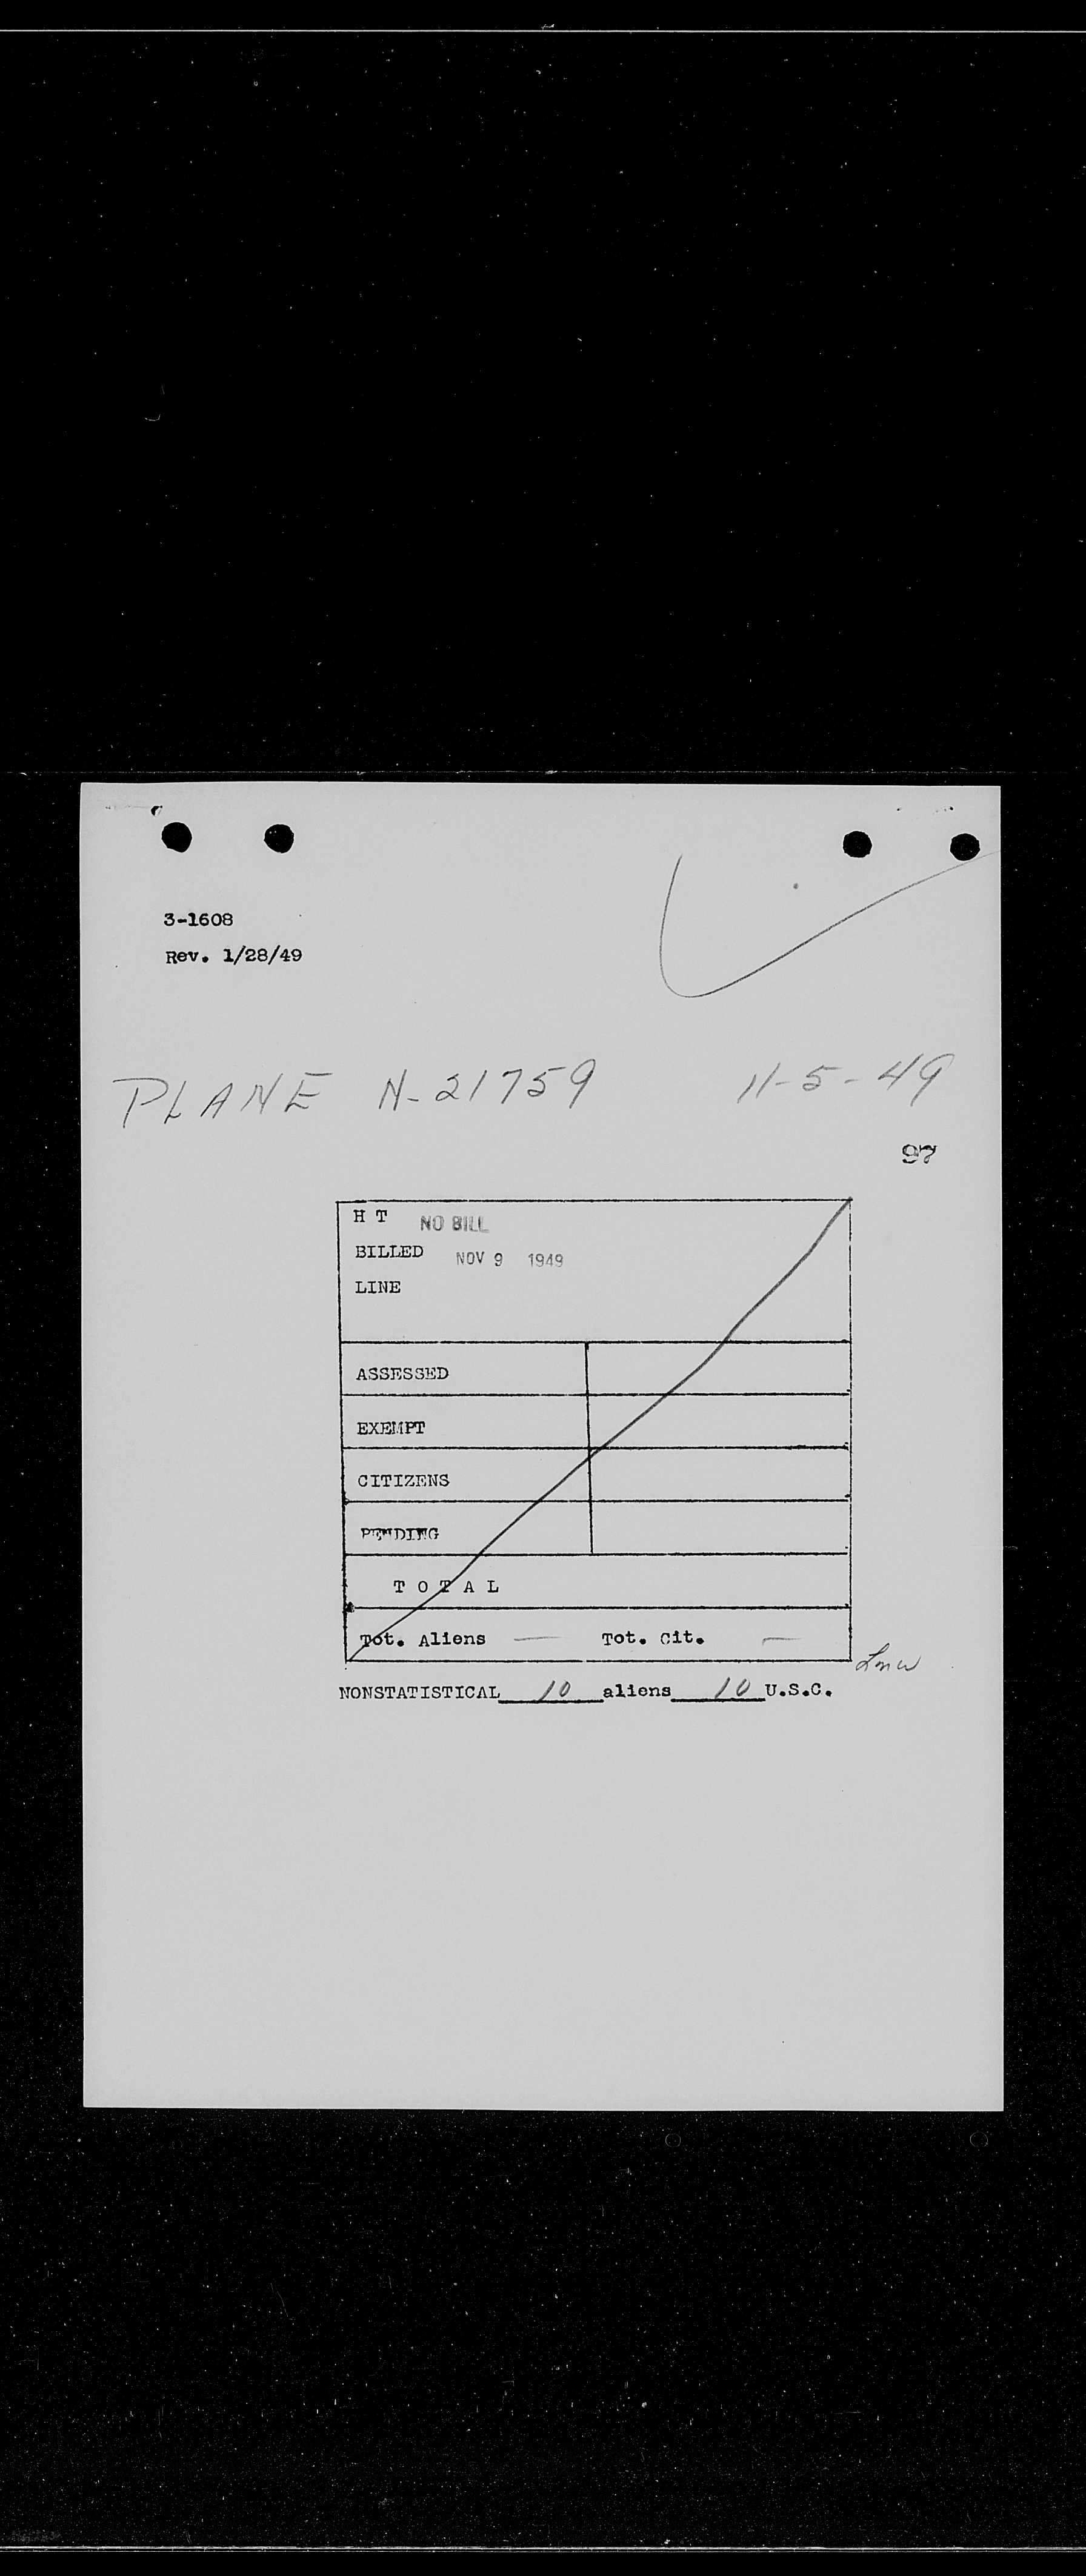 3-1608
Rev. 1/28/49
PLANE N-21759 11-5-49
97
H T NO BILL
BILLED NOV 9 1949
LINE
ASSESSED
EXEMPT
CITIZENS
PENDING
T O T A L
Tot. Aliens — Tot. Cit. —
NONSTATISTICAL 10 aliens 10 U.S.C.